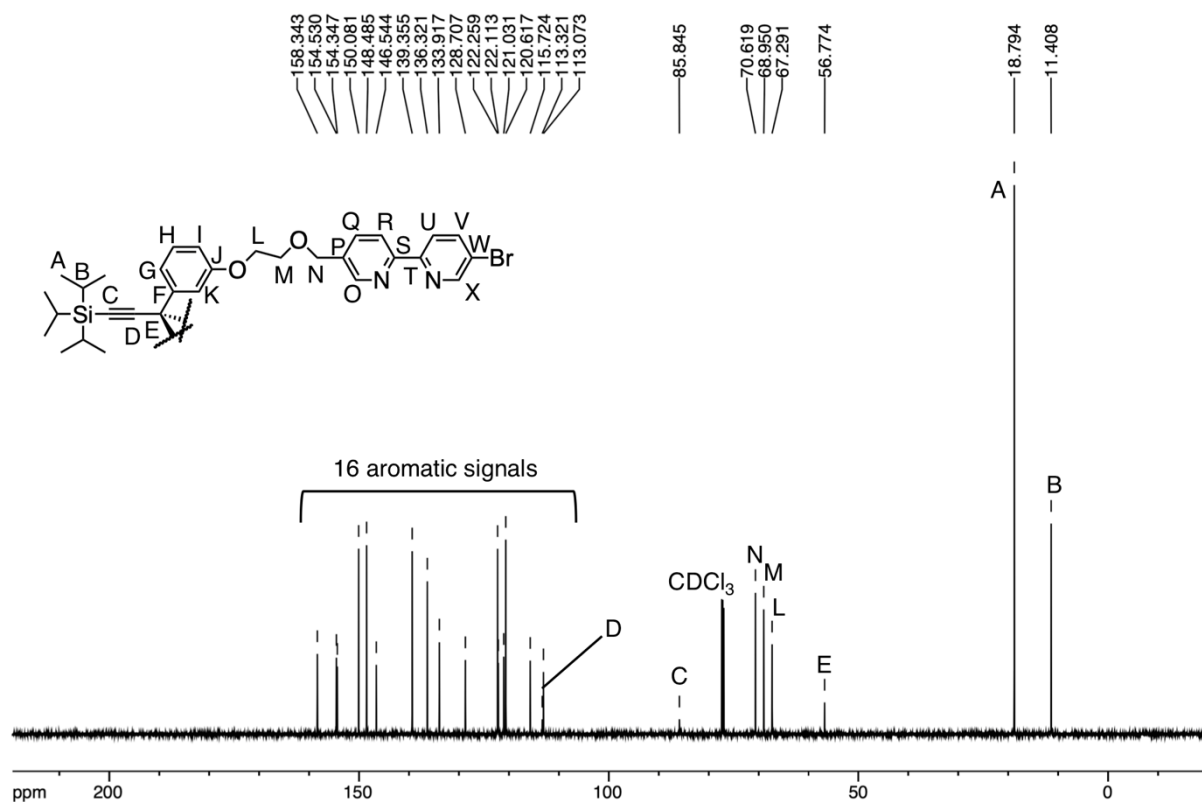 158.343
154.530
154.347
150.081
148.485
146.544
139.355
136.321
133.917
128.707
122.259
122.113
121.031
120.617
115.724
113.321
113.073
85.845
70.619
68.950
67.291
56.774
18.794
11.408
A
H I L O Q R U V
A B G J O M N P S W Br
C F K N T N X
Si D E O
16 aromatic signals
B
N
CDCl3 M
L
D
C E
ppm 200 150 100 50 0